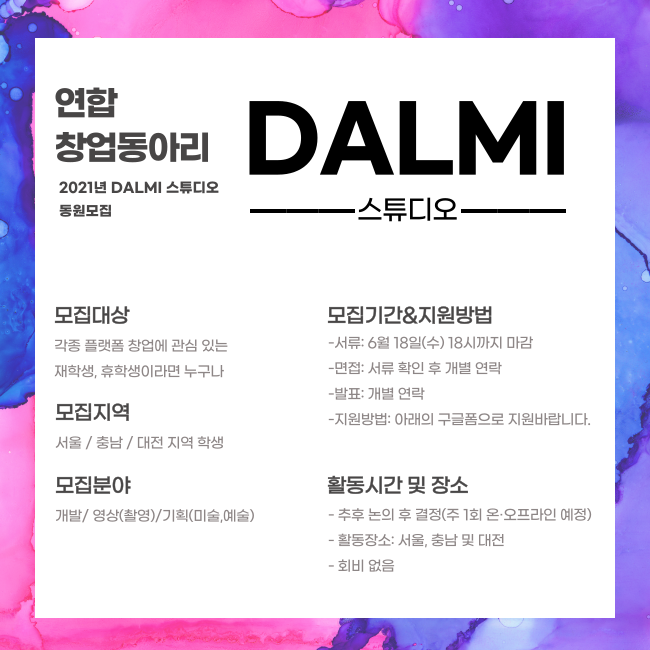 연합
창업동아리
2021년 DALMI 스튜디오
동원모집
DALMI
스튜디오
모집대상
각종 플랫폼 창업에 관심 있는
재학생, 휴학생이라면 누구나
모집지역
서울 / 충남 / 대전 지역 학생
모집분야
개발/ 영상(촬영)/기획(미술,예술)
모집기간&지원방법
-서류: 6월 18일(수) 18시까지 마감
-면접: 서류 확인 후 개별 연락
-발표: 개별 연락
-지원방법: 아래의 구글폼으로 지원바랍니다.
활동시간 및 장소
- 추후 논의 후 결정(주 1회 온·오프라인 예정)
- 활동장소: 서울, 충남 및 대전
- 회비 없음